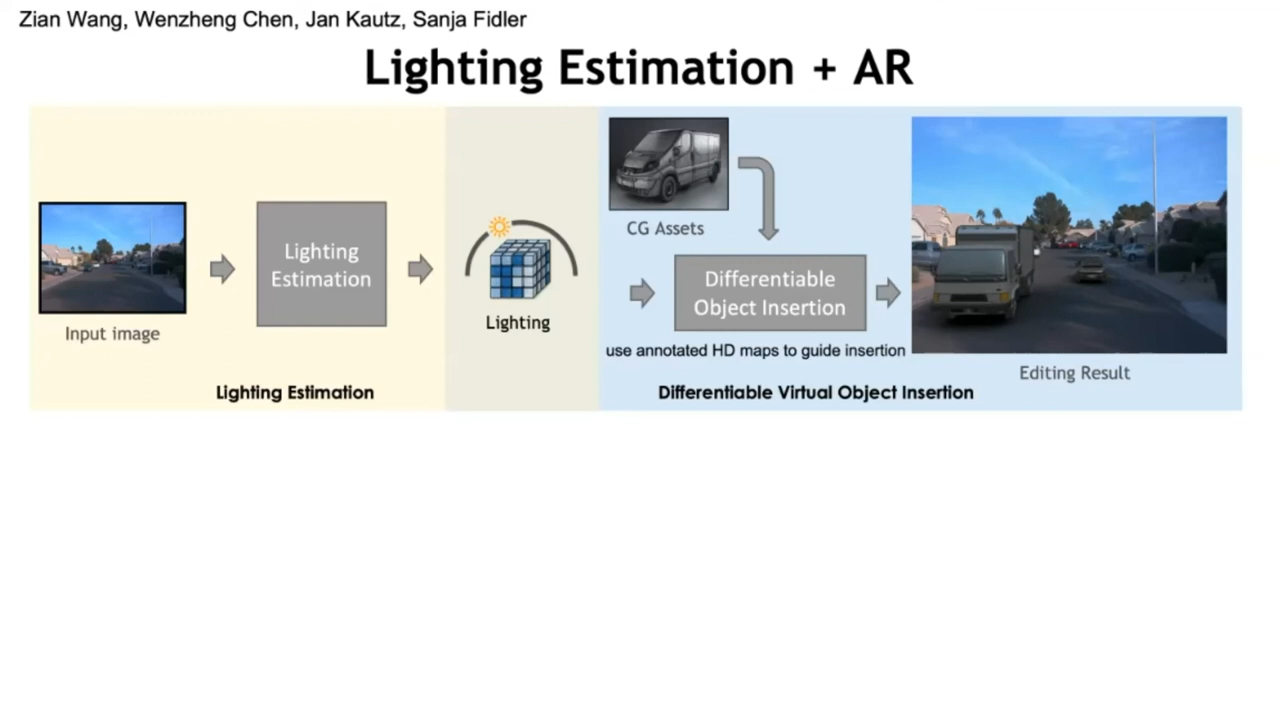 Zian Wang, Wenzheng Chen, Jan Kautz, Sanja Fidler
Lighting Estimation + AR
Input image
Lighting
Estimation
Lighting
CG Assets
Differentiable
Object Insertion
use annotated HD maps to guide insertion
Editing Result
Lighting Estimation
Differentiable Virtual Object Insertion